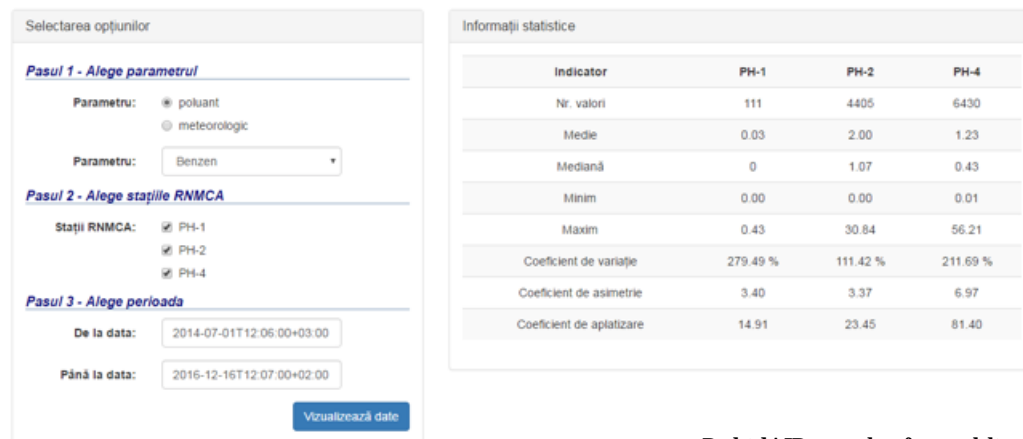 Selectarea opțiunilor
Pasul 1 - Alege parametrul
Parametru: poluant
meteorologic
Parametru: Benzen
Pasul 2 - Alege stațiile RNMCA
Stații RNMCA: PH-1
PH-2
PH-4
Pasul 3 - Alege perioada
De la data: 2014-07-01T12:06:00+03:00
Până la data: 2016-12-16T12:07:00+02:00
Vizualizează date
Informații statistice
Indicator PH-1 PH-2 PH-4
Nr. valori 111 4405 6430
Medie 0.03 2.00 1.23
Mediană 0 1.07 0.43
Minim 0.00 0.00 0.01
Maxim 0.43 30.84 56.21
Coeficient de variație 279.49 % 111.42 % 211.69 %
Coeficient de asimetrie 3.40 3.37 6.97
Coeficient de aplatizare 14.91 23.45 81.40